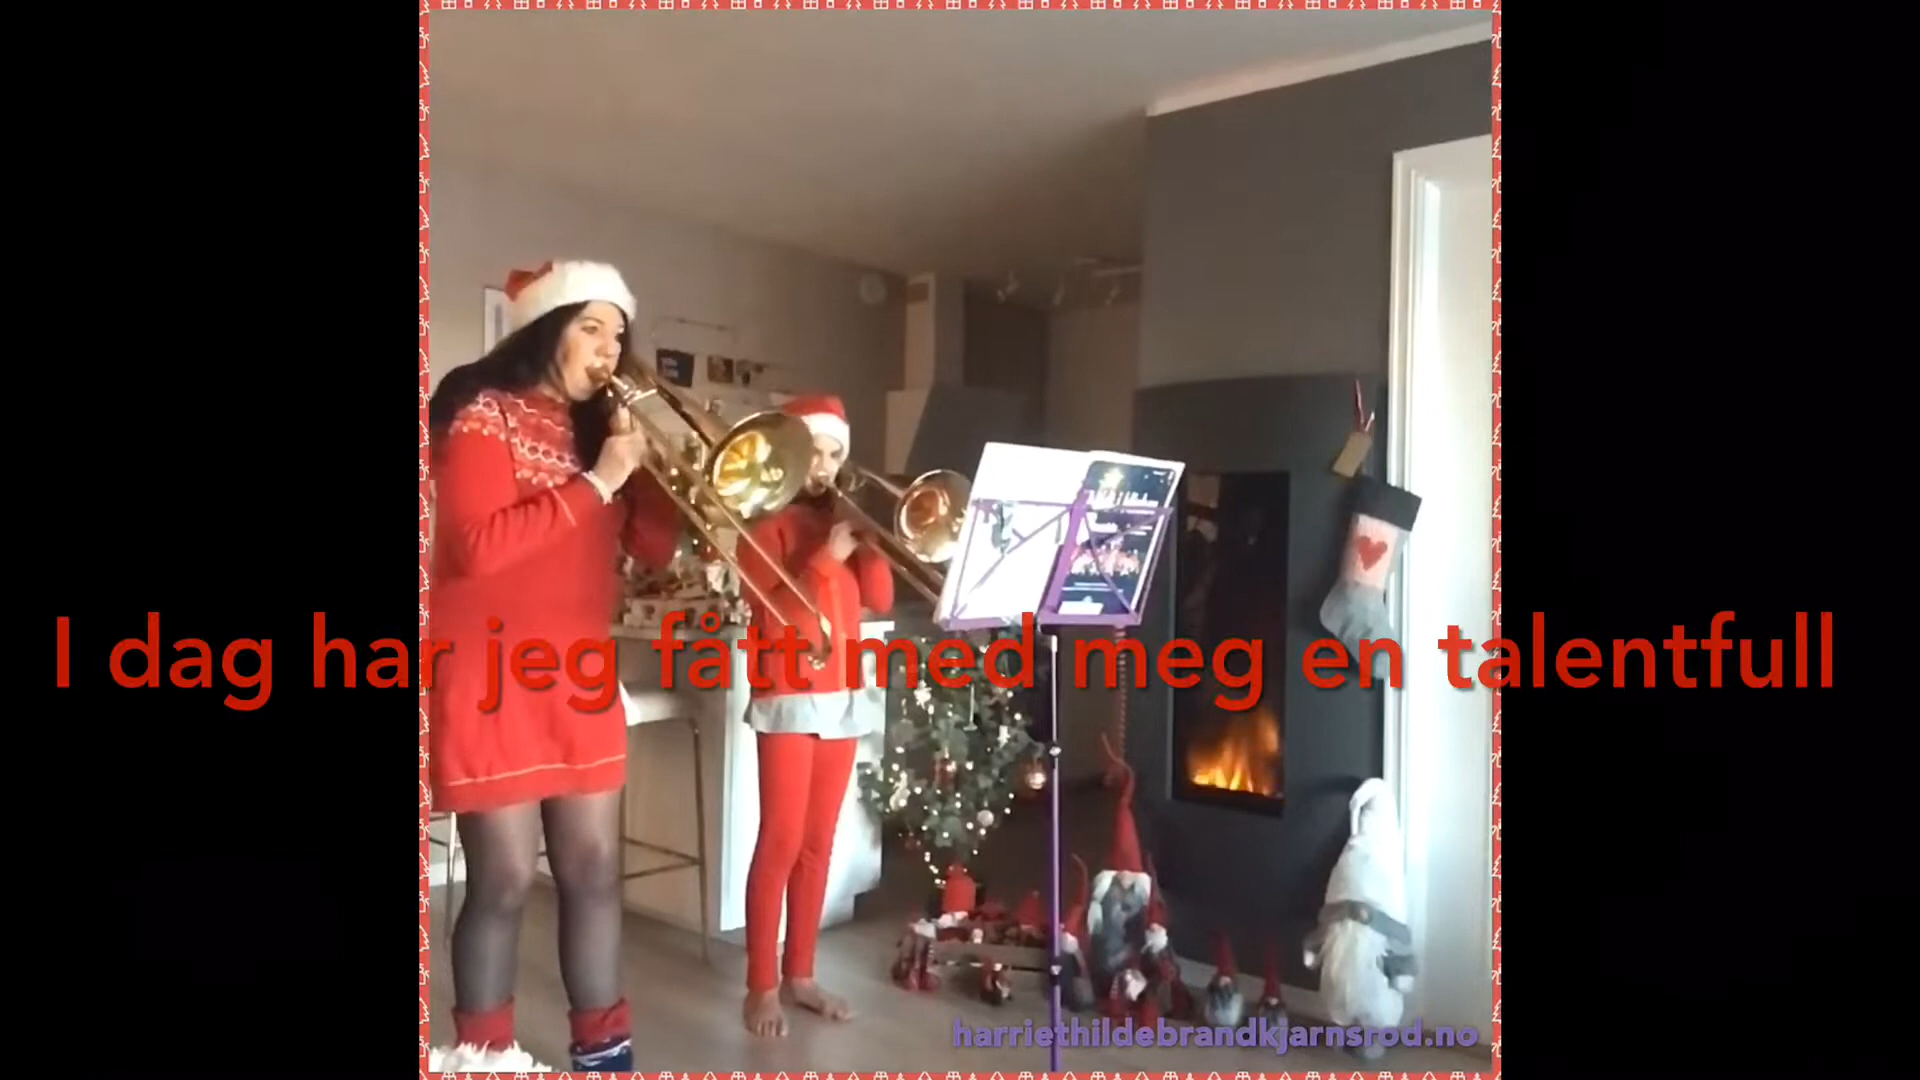 I dag har jeg fått med meg en talentfull
harriethildebrandkjarnsrod.no